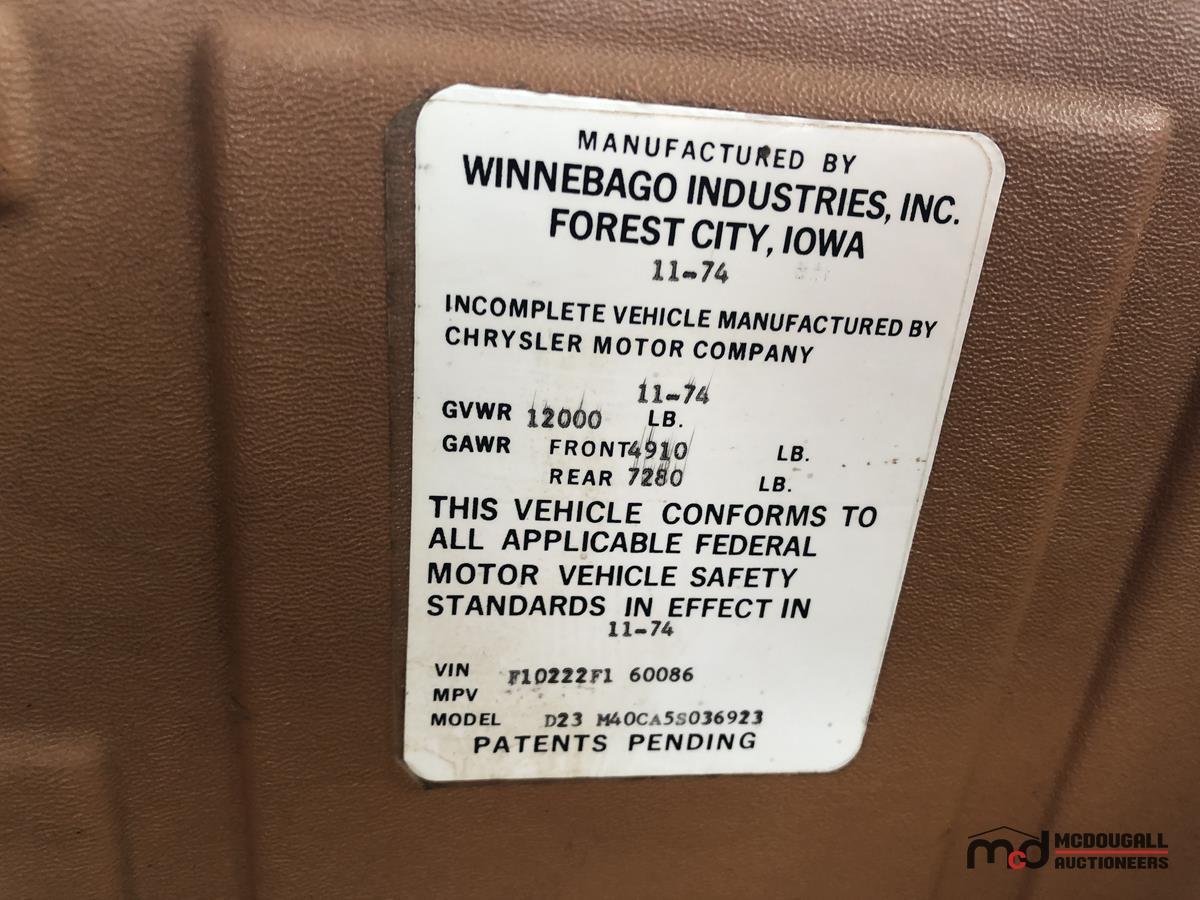 MANUFACTURED BY
WINNEBAGO INDUSTRIES, INC.
FOREST CITY, IOWA
11-74
INCOMPLETE VEHICLE MANUFACTURED BY
CHRYSLER MOTOR COMPANY
11-74
GVWR 12000 LB.
GAWR FRONT 4910 LB.
REAR 7280 LB.
THIS VEHICLE CONFORMS TO
ALL APPLICABLE FEDERAL
MOTOR VEHICLE SAFETY
STANDARDS IN EFFECT IN
11-74
VIN F10222F1 60086
MPV
MODEL D23 M40CA5S036923
PATENTS PENDING
mcd MCDOUGALL
AUCTIONEERS